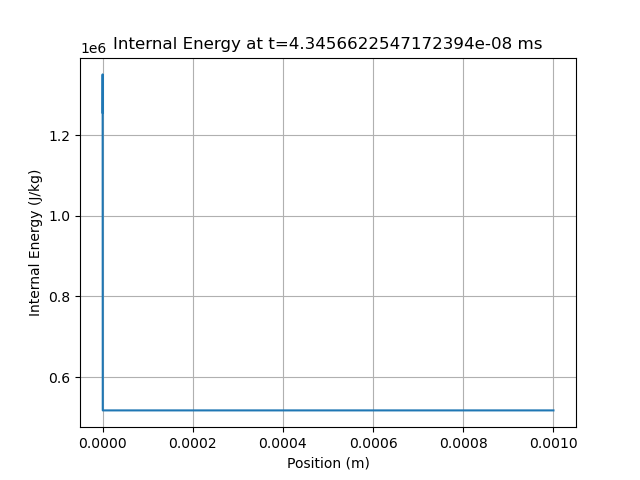 Internal Energy at t=4.3456622547172394e-08 ms
1e6
1.2
1.0
0.8
0.6
Internal Energy (J/kg)
0.0000 0.0002 0.0004 0.0006 0.0008 0.0010
Position (m)